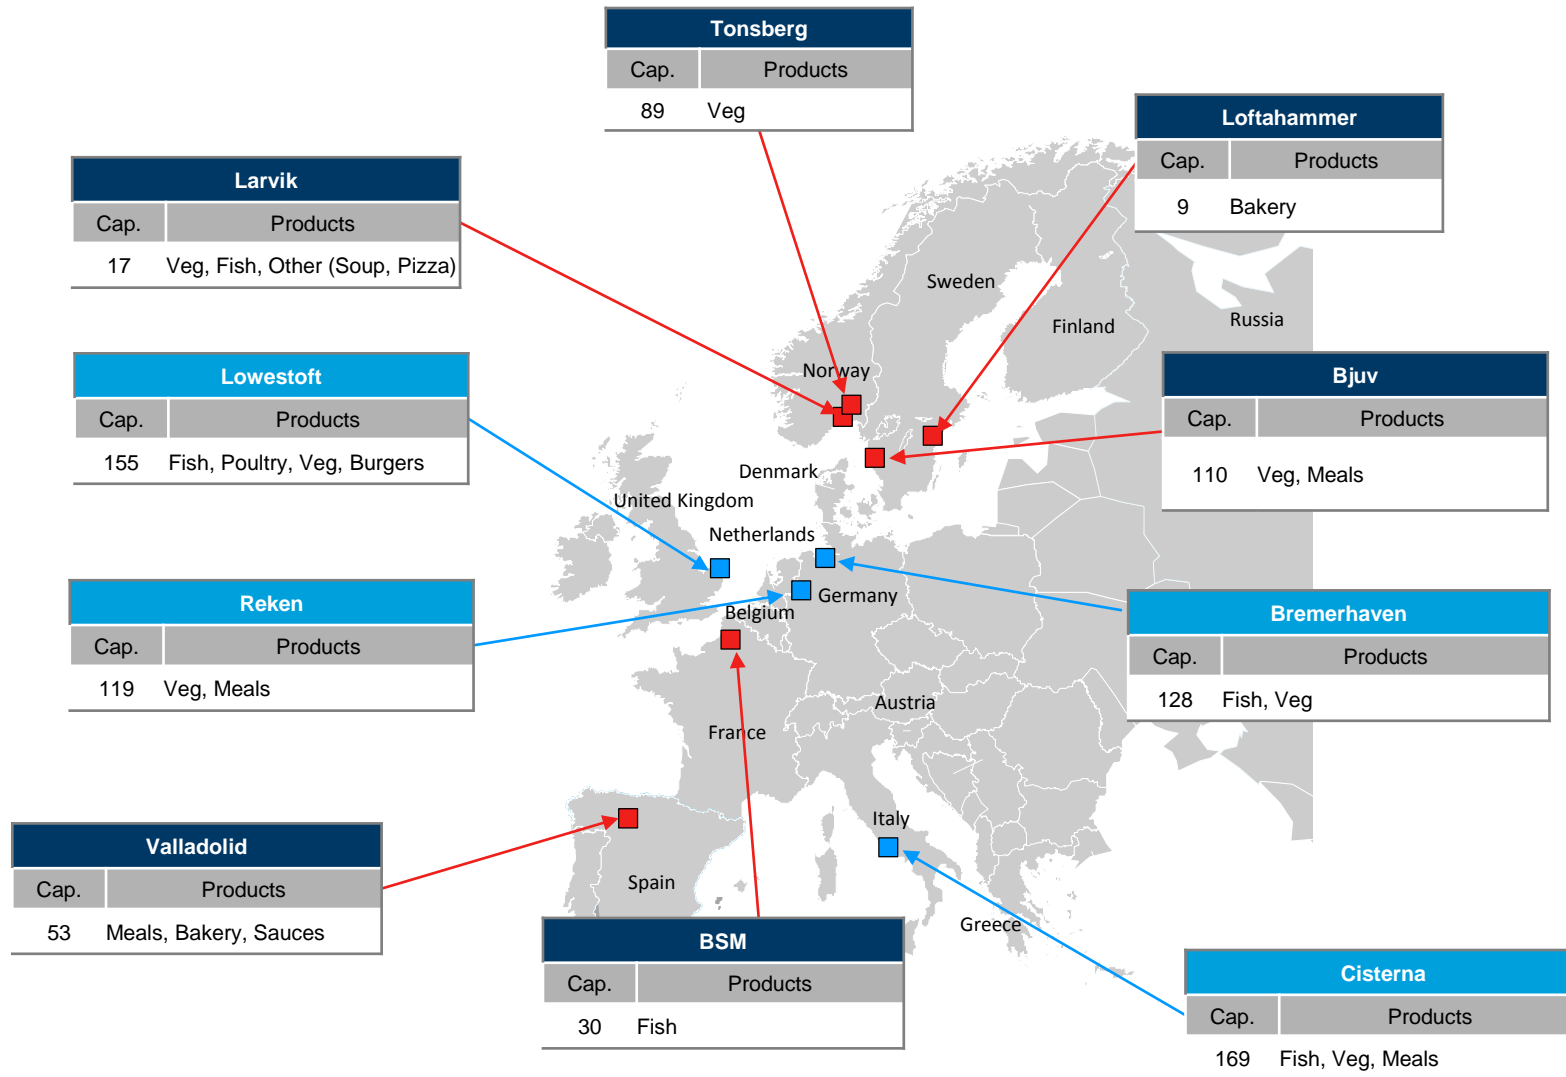 Tonsberg
Cap. Products
89 Veg
Loftahammer
Cap. Products
9 Bakery
Larvik
Cap. Products
17 Veg, Fish, Other (Soup, Pizza)
Sweden
Finland
Russia
Norway
Lowestoft
Cap. Products
155 Fish, Poultry, Veg, Burgers
Bjuv
Cap. Products
110 Veg, Meals
Denmark
United Kingdom
Netherlands
Germany
Belgium
Reken
Cap. Products
119 Veg, Meals
Bremerhaven
Cap. Products
128 Fish, Veg
Austria
France
Italy
Valladolid
Cap. Products
53 Meals, Bakery, Sauces
Spain
Greece
BSM
Cap. Products
30 Fish
Cisterna
Cap. Products
169 Fish, Veg, Meals